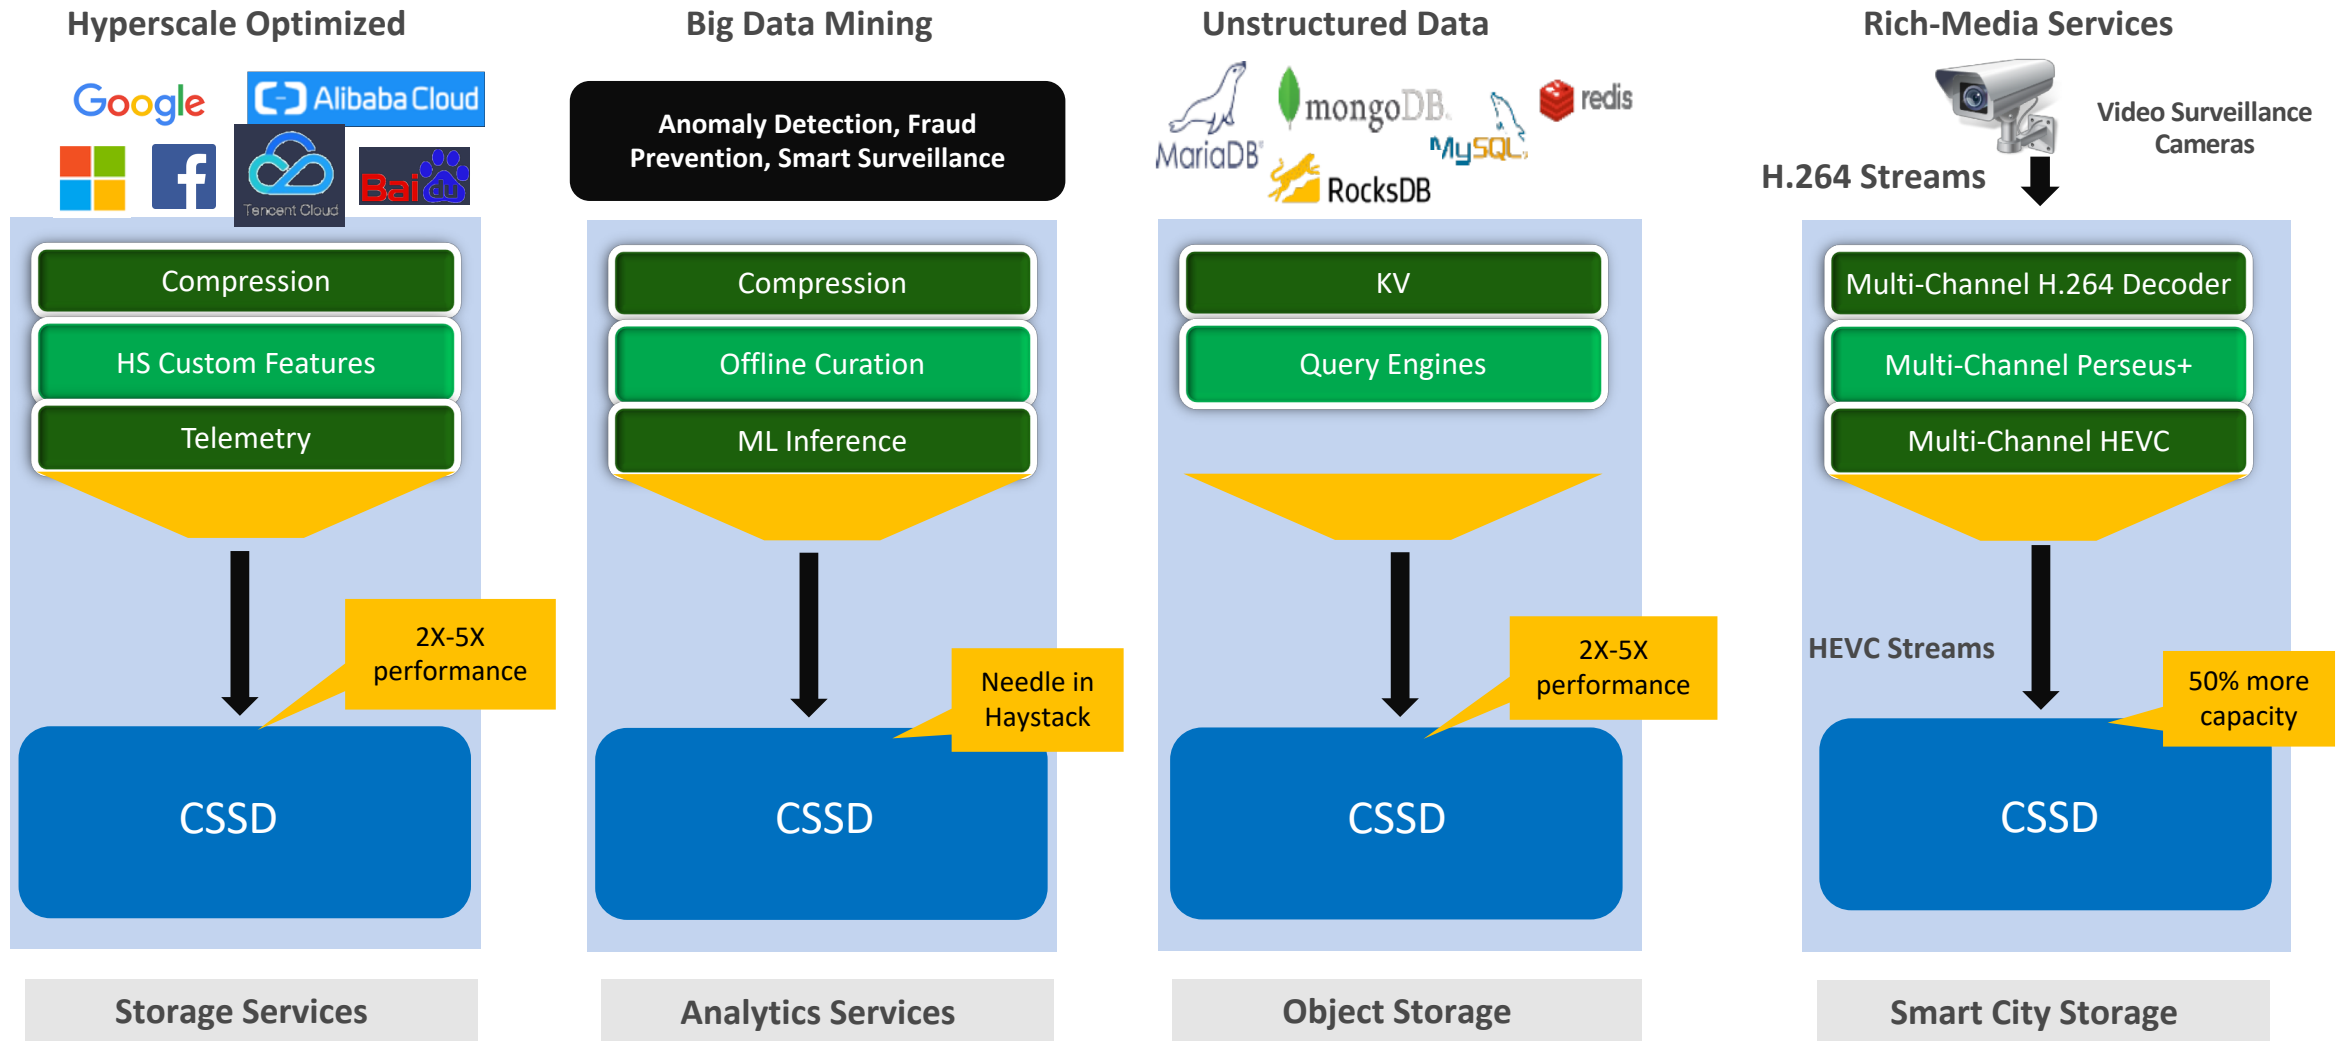 Hyperscale Optimized
Google
Alibaba Cloud
Tencent Cloud
Baidu
Compression
HS Custom Features
Telemetry
2X-5X
performance
CSSD
Storage Services
Big Data Mining
Anomaly Detection, Fraud
Prevention, Smart Surveillance
Compression
Offline Curation
ML Inference
Needle in
Haystack
CSSD
Analytics Services
Unstructured Data
MariaDB
mongoDB
MySQL
redis
RocksDB
KV
Query Engines
2X-5X
performance
CSSD
Object Storage
Rich-Media Services
Video Surveillance
Cameras
H.264 Streams
Multi-Channel H.264 Decoder
Multi-Channel Perseus+
Multi-Channel HEVC
HEVC Streams
50% more
capacity
CSSD
Smart City Storage